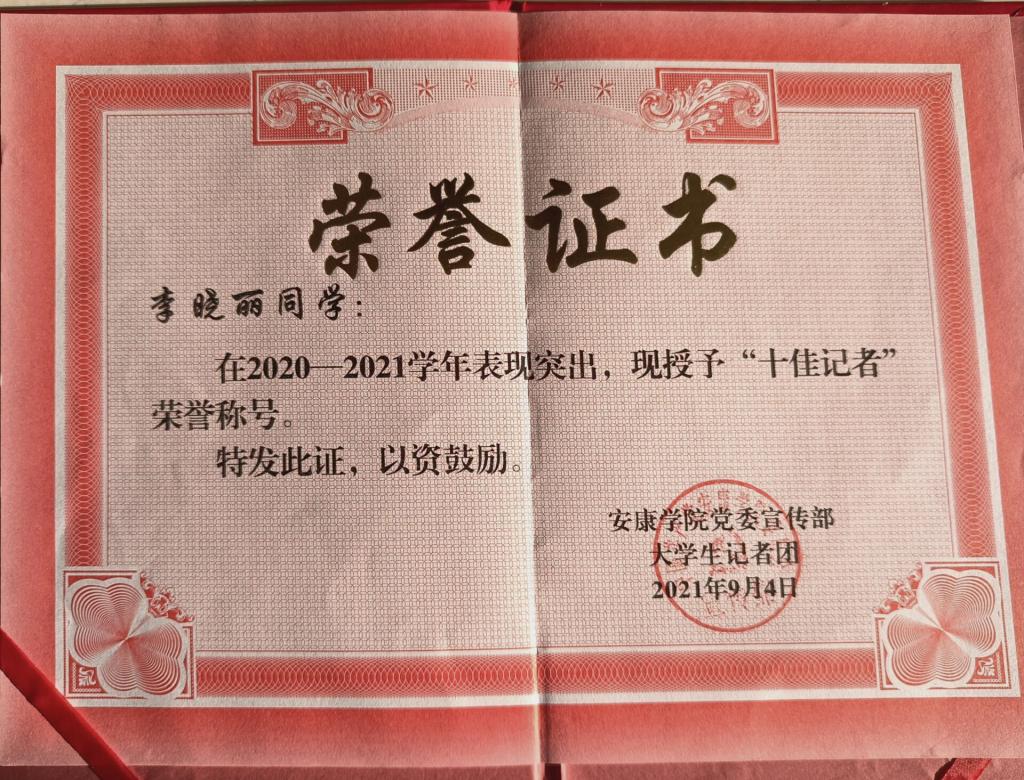 荣誉证书
李晓丽同学：
在2020—2021学年表现突出，现授予“十佳记者”
荣誉称号。
特发此证，以资鼓励。
安康学院党委宣传部
大学生记者团
2021年9月4日